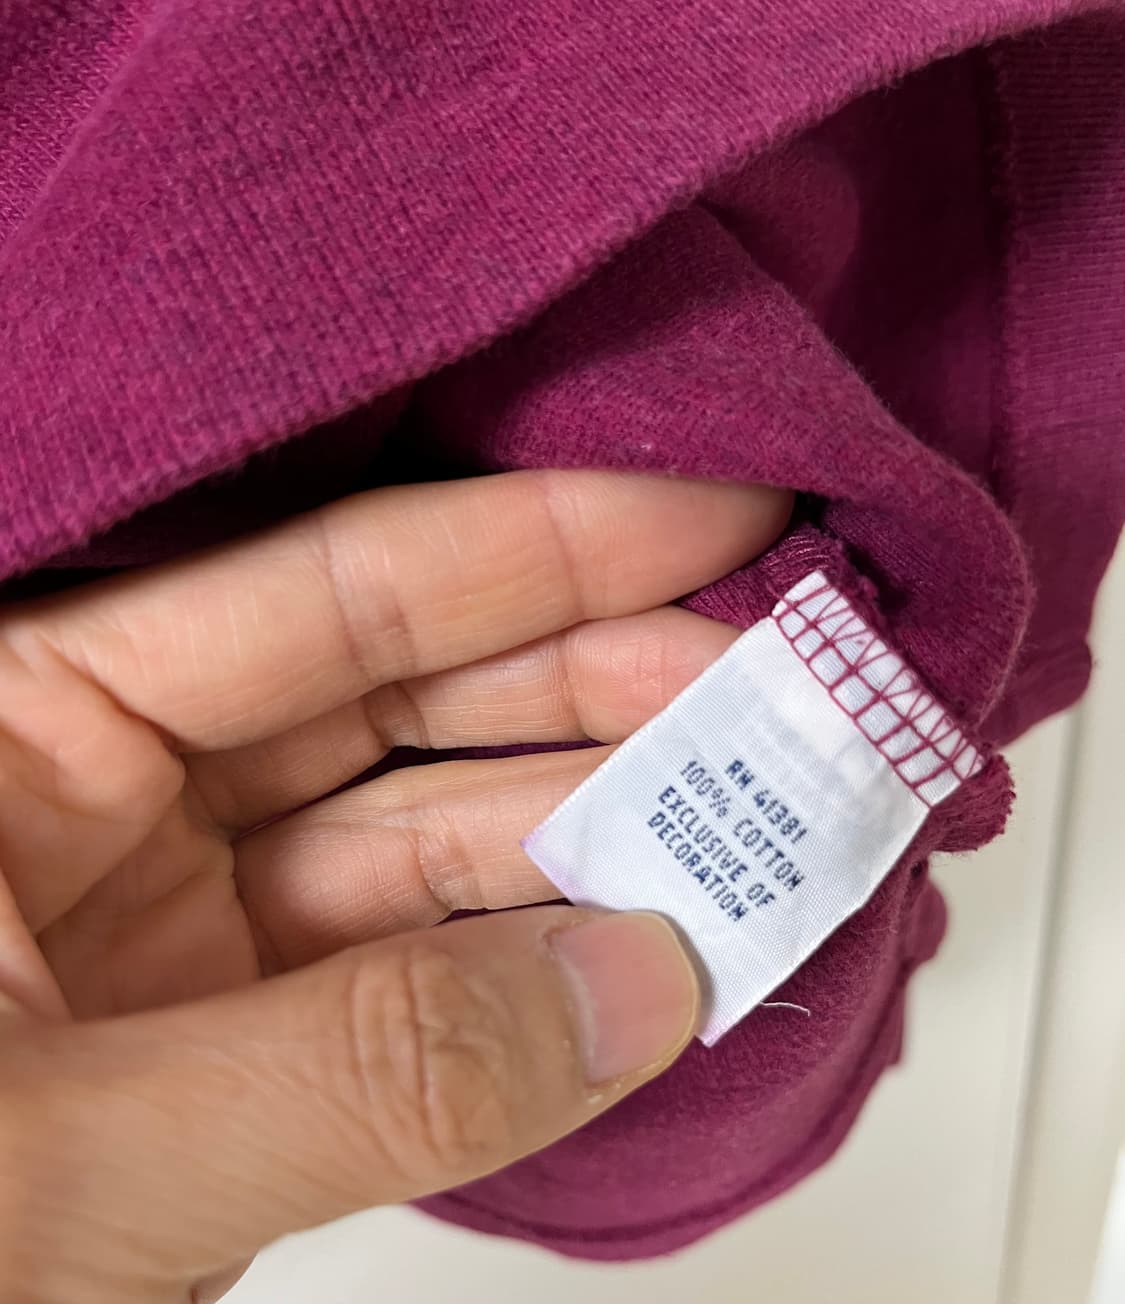 RN 41381
100% COTTON
EXCLUSIVE OF
DECORATION